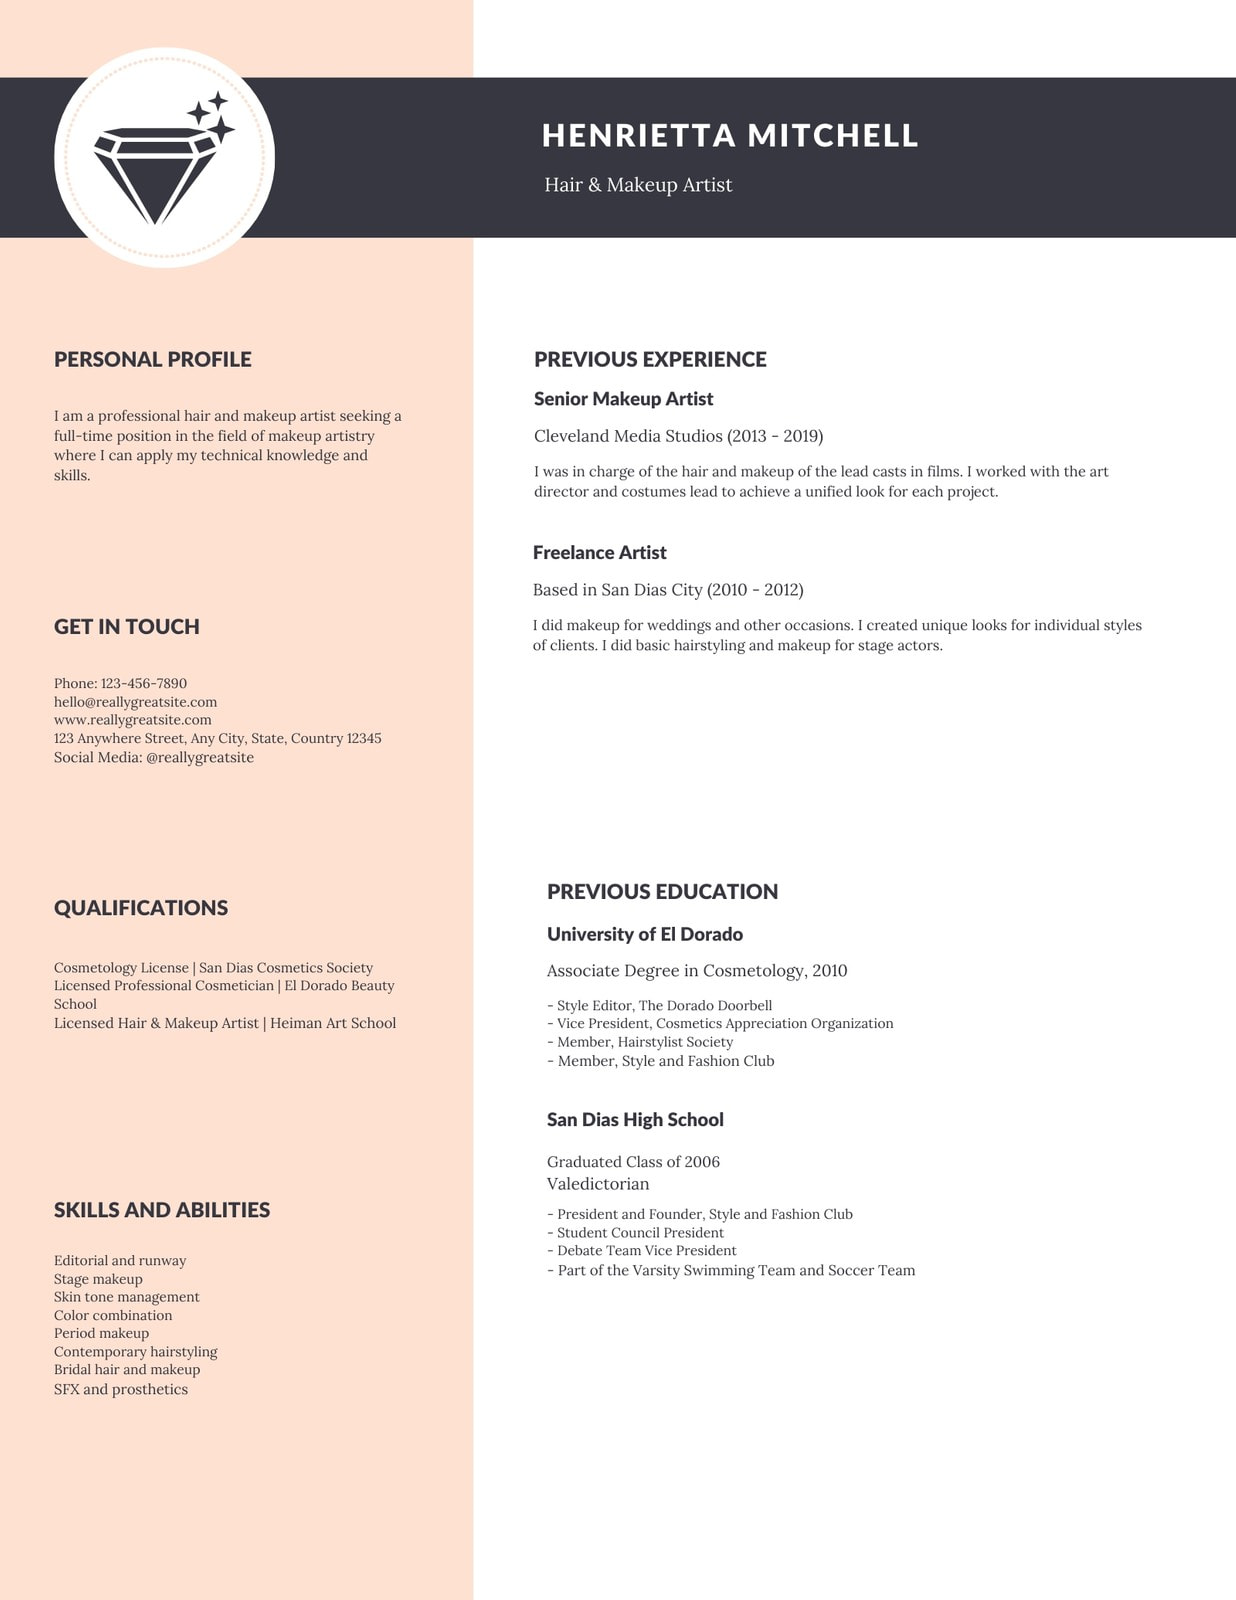 HENRIETTA MITCHELL
Hair & Makeup Artist
PERSONAL PROFILE
I am a professional hair and makeup artist seeking a
full-time position in the field of makeup artistry
where I can apply my technical knowledge and
skills.
GET IN TOUCH
Phone: 123-456-7890
hello@reallygreatsite.com
www.reallygreatsite.com
123 Anywhere Street, Any City, State, Country 12345
Social Media: @reallygreatsite
QUALIFICATIONS
Cosmetology License | San Dias Cosmetics Society
Licensed Professional Cosmetician | El Dorado Beauty
School
Licensed Hair & Makeup Artist | Heiman Art School
SKILLS AND ABILITIES
Editorial and runway
Stage makeup
Skin tone management
Color combination
Period makeup
Contemporary hairstyling
Bridal hair and makeup
SFX and prosthetics
PREVIOUS EXPERIENCE
Senior Makeup Artist
Cleveland Media Studios (2013 - 2019)
I was in charge of the hair and makeup of the lead casts in films. I worked with the art
director and costumes lead to achieve a unified look for each project.
Freelance Artist
Based in San Dias City (2010 - 2012)
I did makeup for weddings and other occasions. I created unique looks for individual styles
of clients. I did basic hairstyling and makeup for stage actors.
PREVIOUS EDUCATION
University of El Dorado
Associate Degree in Cosmetology, 2010
- Style Editor, The Dorado Doorbell
- Vice President, Cosmetics Appreciation Organization
- Member, Hairstylist Society
- Member, Style and Fashion Club
San Dias High School
Graduated Class of 2006
Valedictorian
- President and Founder, Style and Fashion Club
- Student Council President
- Debate Team Vice President
- Part of the Varsity Swimming Team and Soccer Team